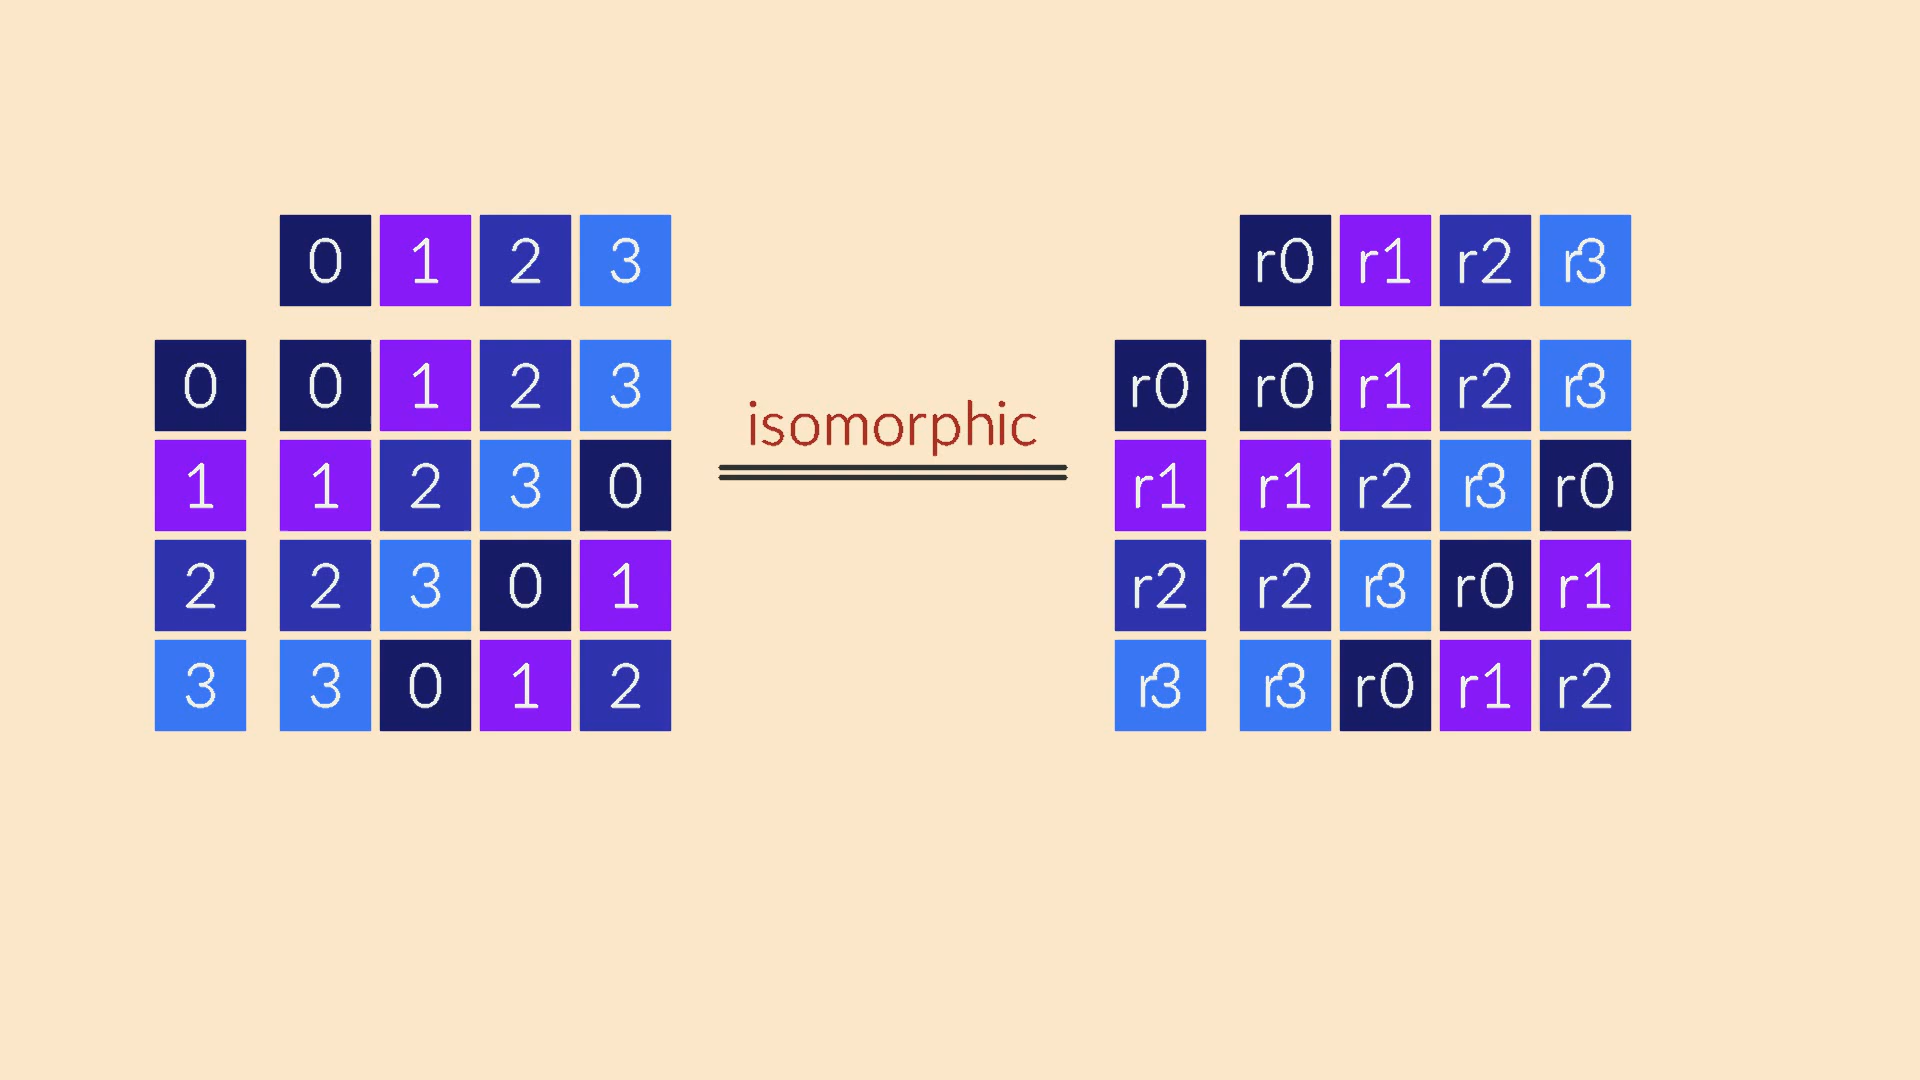 0 1 2 3
0 0 1 2 3
1 1 2 3 0
2 2 3 0 1
3 3 0 1 2
isomorphic
r0 r1 r2 r3
r0 r0 r1 r2 r3
r1 r1 r2 r3 r0
r2 r2 r3 r0 r1
r3 r3 r0 r1 r2